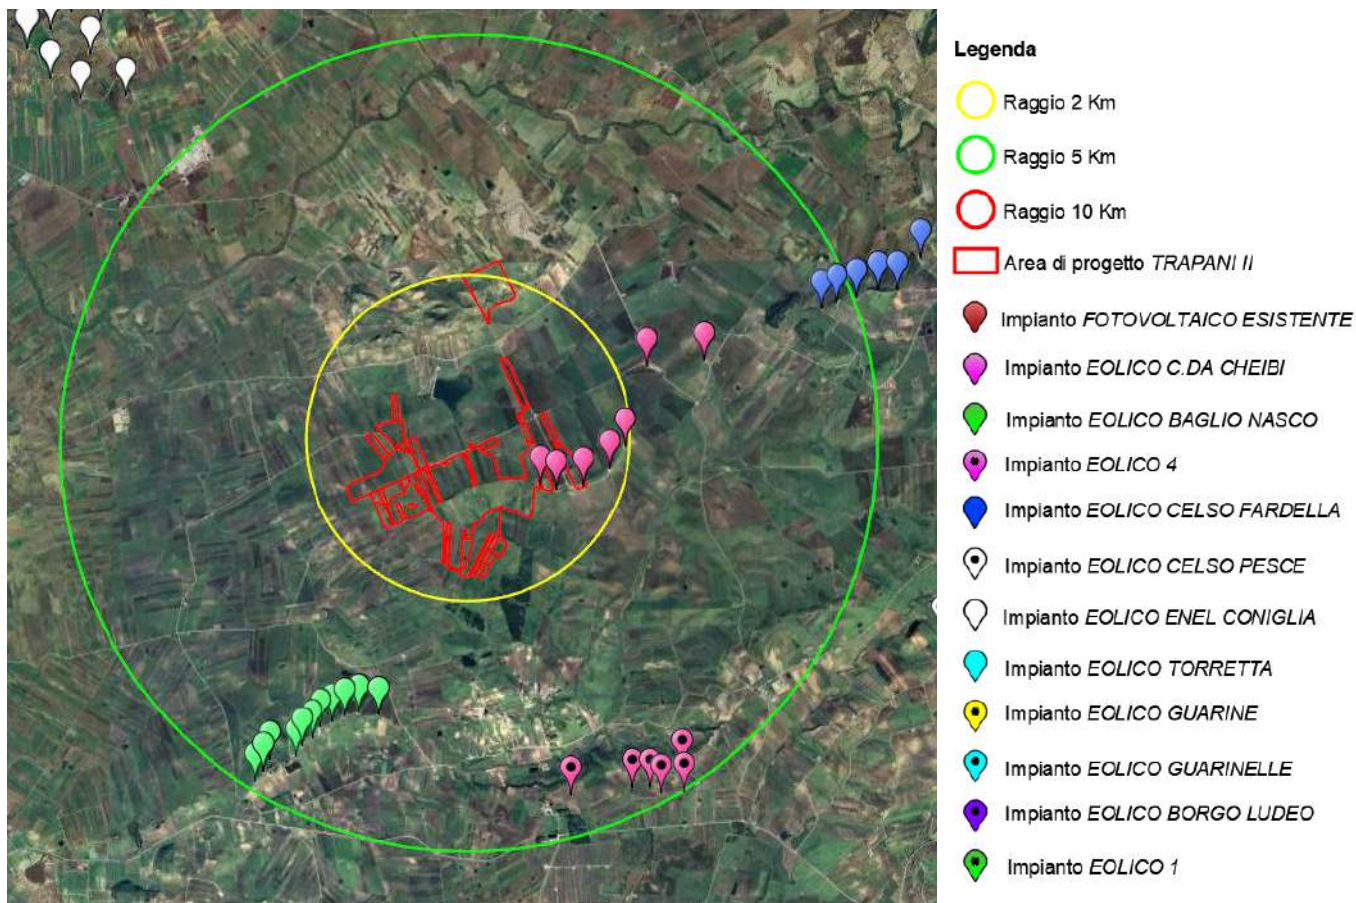 Legenda
Raggio 2 Km
Raggio 5 Km
Raggio 10 Km
Area di progetto TRAPANI II
Impianto FOTOVOLTAICO ESISTENTE
Impianto EOLICO C.DA CHEIBI
Impianto EOLICO BAGLIO NASCO
Impianto EOLICO 4
Impianto EOLICO CELSO FARDELLA
Impianto EOLICO CELSO PESCE
Impianto EOLICO ENEL CONIGLIA
Impianto EOLICO TORRETTA
Impianto EOLICO GUARINE
Impianto EOLICO GUARINELLE
Impianto EOLICO BORGO LUDEO
Impianto EOLICO 1